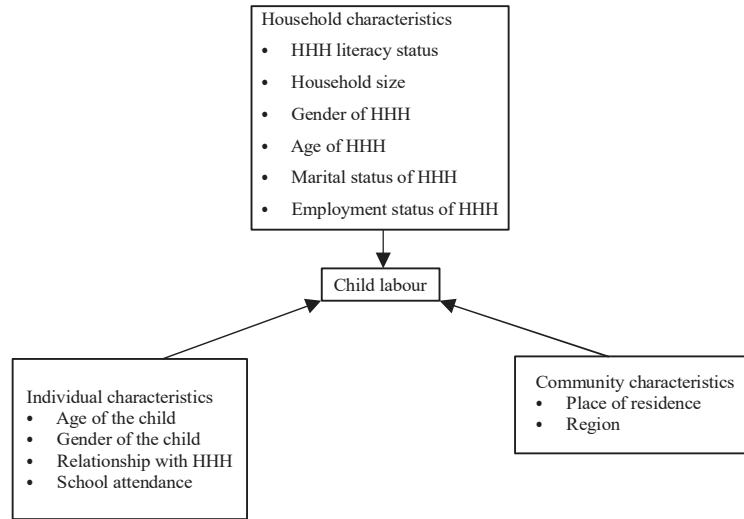 Household characteristics
• HHH literacy status
• Household size
• Gender of HHH
• Age of HHH
• Marital status of HHH
• Employment status of HHH
Child labour
Individual characteristics
• Age of the child
• Gender of the child
• Relationship with HHH
• School attendance
Community characteristics
• Place of residence
• Region